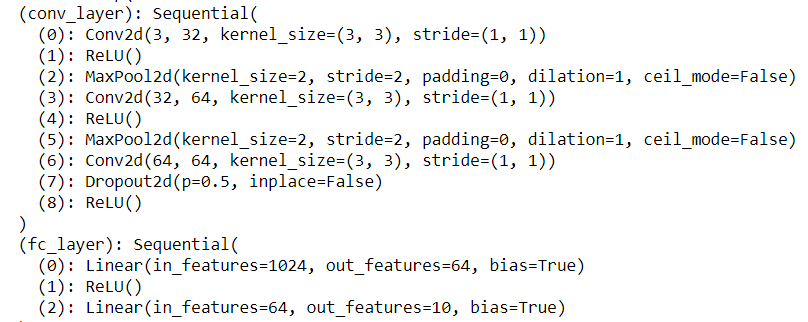 (conv_layer): Sequential(
(0): Conv2d(3, 32, kernel_size=(3, 3), stride=(1, 1))
(1): ReLU()
(2): MaxPool2d(kernel_size=2, stride=2, padding=0, dilation=1, ceil_mode=False)
(3): Conv2d(32, 64, kernel_size=(3, 3), stride=(1, 1))
(4): ReLU()
(5): MaxPool2d(kernel_size=2, stride=2, padding=0, dilation=1, ceil_mode=False)
(6): Conv2d(64, 64, kernel_size=(3, 3), stride=(1, 1))
(7): Dropout2d(p=0.5, inplace=False)
(8): ReLU()
)
(fc_layer): Sequential(
(0): Linear(in_features=1024, out_features=64, bias=True)
(1): ReLU()
(2): Linear(in_features=64, out_features=10, bias=True)